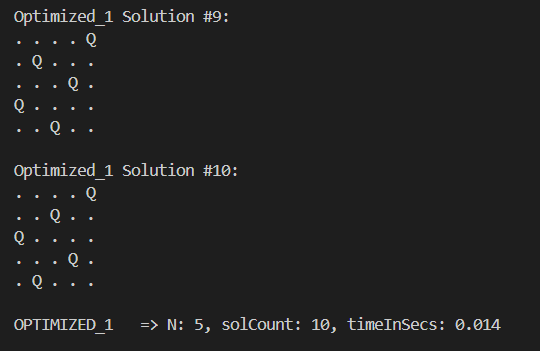 Optimized_1 Solution #9:
. . . . Q
. Q . . .
. . . Q .
Q . . . .
. . Q . .
Optimized_1 Solution #10:
. . . . Q
. . Q . .
Q . . . .
. . . Q .
. Q . . .
OPTIMIZED_1   => N: 5, solCount: 10, timeInSecs: 0.014